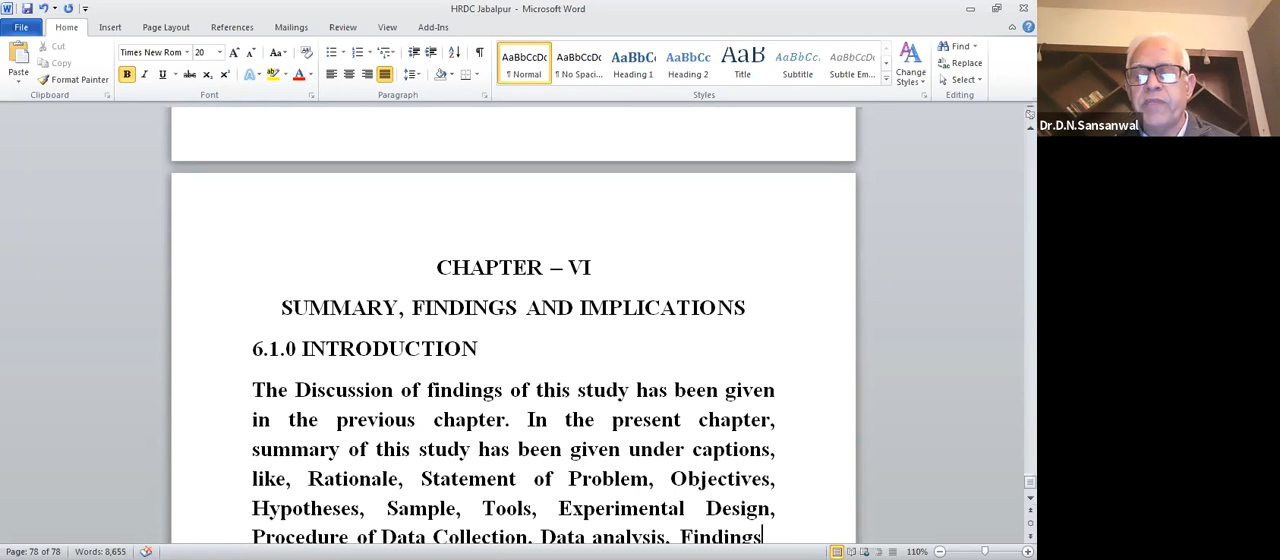 HRDC Jabalpur - Microsoft Word
File Home Insert Page Layout References Mailings Review View Add-Ins
Cut
Copy
Format Painter
Paste
Clipboard
Times New Rom 20
B I U abc X₂ X²
Font
Paragraph
AaBbCcDc AaBbCcDc AaBbC AaBbCc AaB AaBbCc. AaBbCcDc
¶ Normal ¶ No Spaci... Heading 1 Heading 2 Title Subtitle Subtle Em...
Styles
Change Styles
Find
Replace
Select
Editing
Dr.D.N.Sansanwal
CHAPTER – VI
SUMMARY, FINDINGS AND IMPLICATIONS
6.1.0 INTRODUCTION
The Discussion of findings of this study has been given
in the previous chapter. In the present chapter,
summary of this study has been given under captions,
like, Rationale, Statement of Problem, Objectives,
Hypotheses, Sample, Tools, Experimental Design,
Procedure of Data Collection, Data analysis, Findings
Page: 78 of 78 Words: 8,655 110%